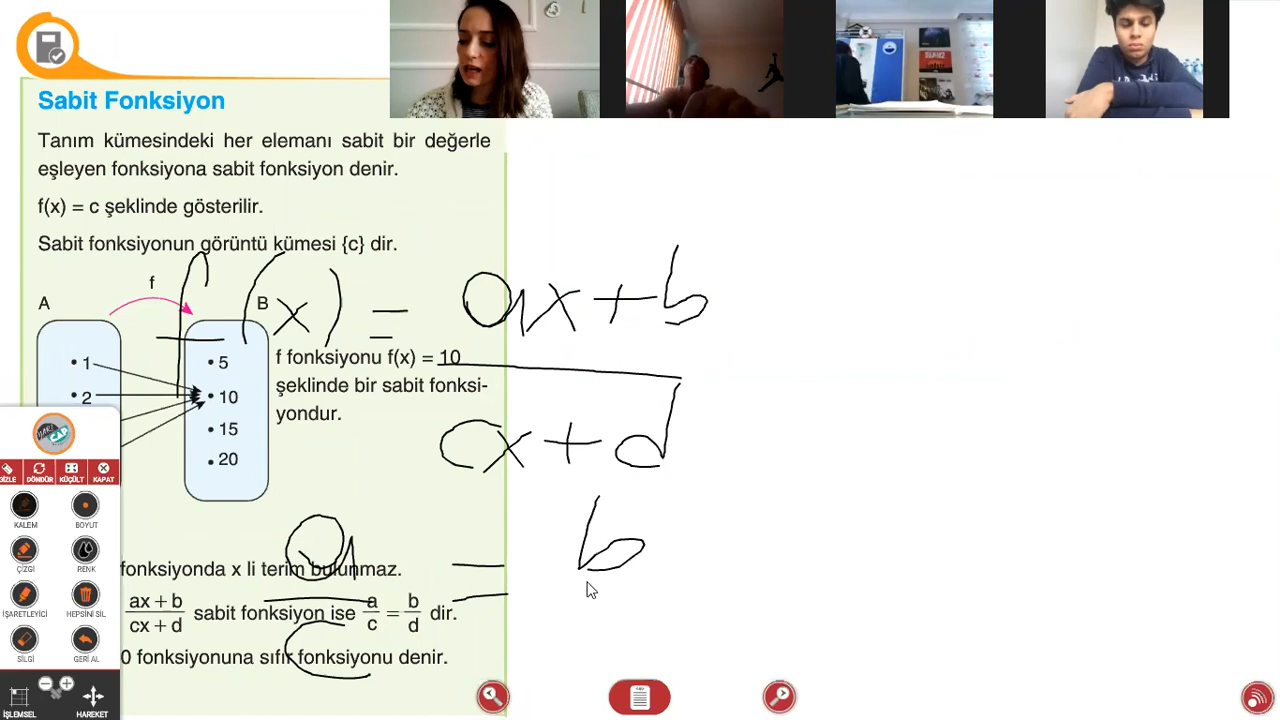 Sabit Fonksiyon
Tanım kümesindeki her elemanı sabit bir değerle
eşleyen fonksiyona sabit fonksiyon denir.
f(x) = c şeklinde gösterilir.
Sabit fonksiyonun görüntü kümesi {c} dir.
f
A
B
1
2
5
10
15
20
f fonksiyonu f(x) = 10
şeklinde bir sabit fonksi-
yondur.
f(x) = ax+b
cx+d
a = b
c
fonksiyonda x li terim bulunmaz.
ax + b / cx + d sabit fonksiyon ise a / c = b / d dir.
0 fonksiyonuna sıfır fonksiyonu denir.
GİZLE DÖNDÜR KÜÇÜLT KAPAT
KALEM BOYUT
ÇİZGİ RENK
İŞARETLEYİCİ HEPSİNİ SİL
SİLGİ GERİ AL
İŞLEMSEL HAREKET